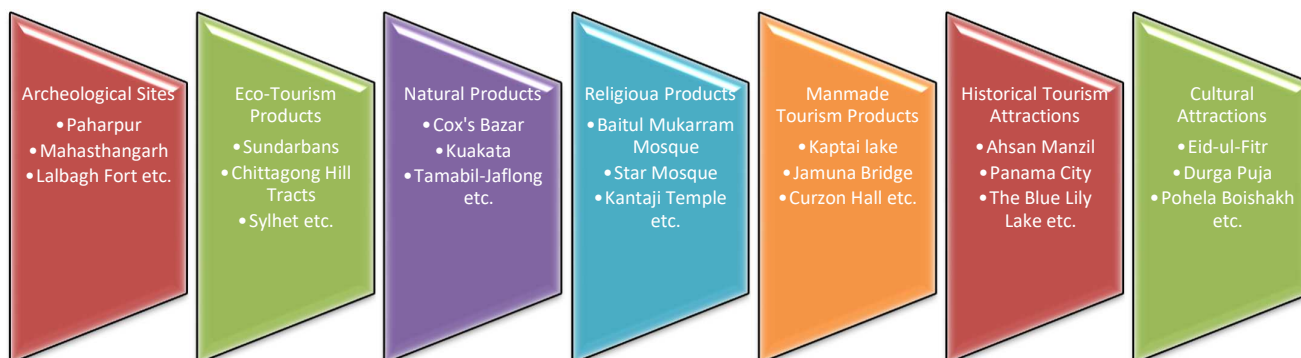 Archeological Sites
•Paharpur
•Mahasthangarh
•Lalbagh Fort etc.
Eco-Tourism
Products
•Sundarbans
•Chittagong Hill
Tracts
•Sylhet etc.
Natural Products
•Cox's Bazar
•Kuakata
•Tamabil-Jaflong
etc.
Religioua Products
•Baitul Mukarram
Mosque
•Star Mosque
•Kantaji Temple
etc.
Manmade
Tourism Products
•Kaptai lake
•Jamuna Bridge
•Curzon Hall etc.
Historical Tourism
Attractions
•Ahsan Manzil
•Panama City
•The Blue Lily
Lake etc.
Cultural
Attractions
•Eid-ul-Fitr
•Durga Puja
•Pohela Boishakh
etc.